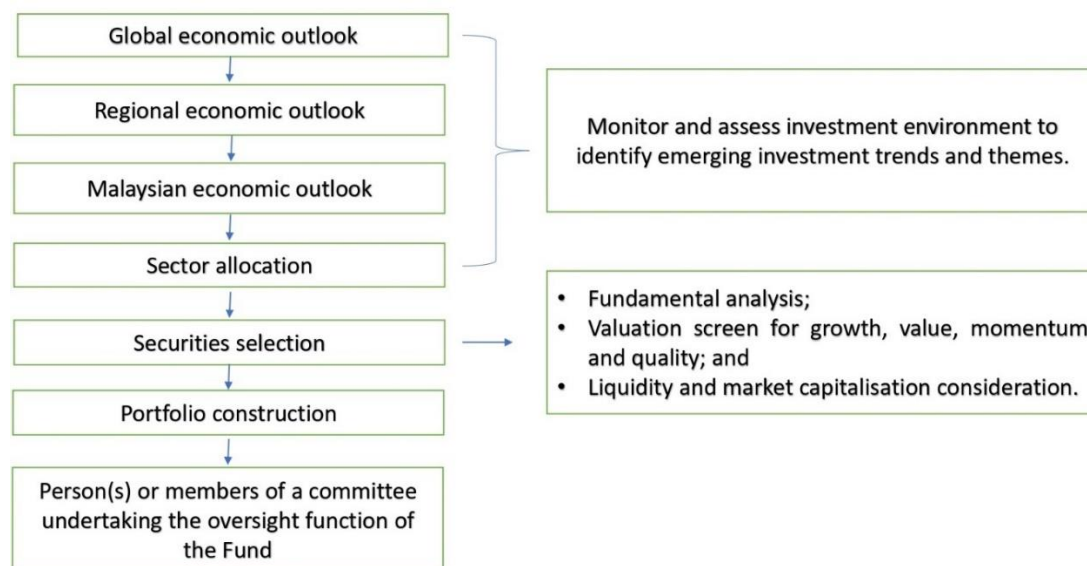 Global economic outlook
Regional economic outlook
Malaysian economic outlook
Sector allocation
Securities selection
Portfolio construction
Person(s) or members of a committee
undertaking the oversight function of
the Fund
Monitor and assess investment environment to
identify emerging investment trends and themes.
• Fundamental analysis;
• Valuation screen for growth, value, momentum
and quality; and
• Liquidity and market capitalisation consideration.